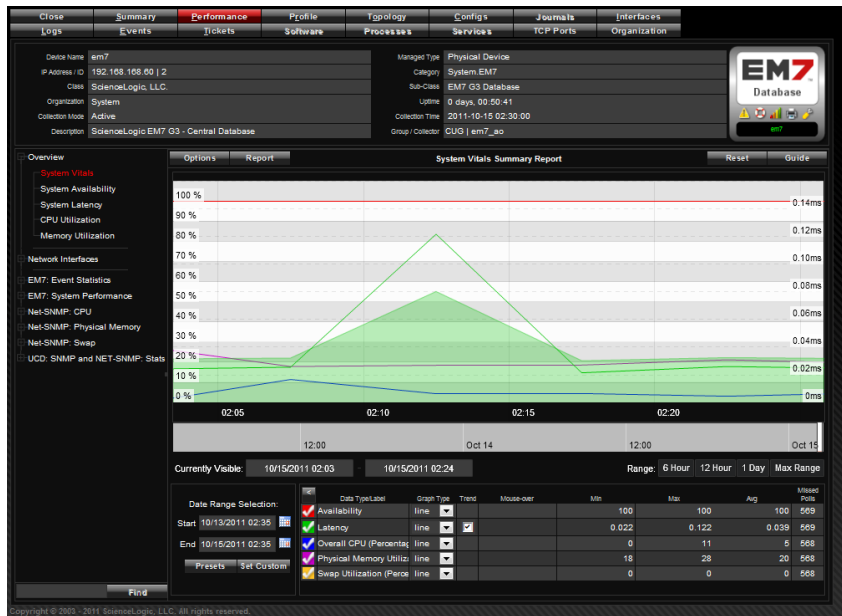 Close Summary Performance Profile Topology Configs Journals Interfaces
Logs Events Tickets Software Processes Services TCP Ports Organization
Device Name em7 Managed Type Physical Device
IP Address / ID 192.168.168.60 | 2 Category System.EM7
Class ScienceLogic, LLC. Sub-Class EM7 G3 Database
Organization System Uptime 0 days, 00:50:41
Collection Mode Active Collection Time 2011-10-15 02:30:00
Description ScienceLogic EM7 G3 - Central Database Group / Collector CUG | em7_ao
EM7
Database
em7
Overview
System Vitals
System Availability
System Latency
CPU Utilization
Memory Utilization
Network Interfaces
EM7: Event Statistics
EM7: System Performance
Net-SNMP: CPU
Net-SNMP: Physical Memory
Net-SNMP: Swap
UCD: SNMP and NET-SNMP: Stats
Find
Options Report System Vitals Summary Report Reset Guide
100 % 0.14ms
90 %
80 % 0.12ms
70 % 0.10ms
60 % 0.08ms
50 %
40 % 0.06ms
30 % 0.04ms
20 %
10 % 0.02ms
0 % 0ms
02:05 02:10 02:15 02:20
12:00 Oct 14 12:00 Oct 15
Currently Visible: 10/15/2011 02:03 - 10/15/2011 02:24 Range: 6 Hour 12 Hour 1 Day Max Range
Date Range Selection:
Start 10/13/2011 02:35
End 10/15/2011 02:35
Presets Set Custom
< Data Type/Label Graph Type Trend Mouse-over Min Max Avg Missed Polls
Availability line 100 100 100 569
Latency line 0.022 0.122 0.039 569
Overall CPU (Percentag line 0 11 5 568
Physical Memory Utiliz line 18 28 20 568
Swap Utilization (Perce line 0 0 0 568
Copyright © 2003 - 2011 ScienceLogic, LLC. All rights reserved.